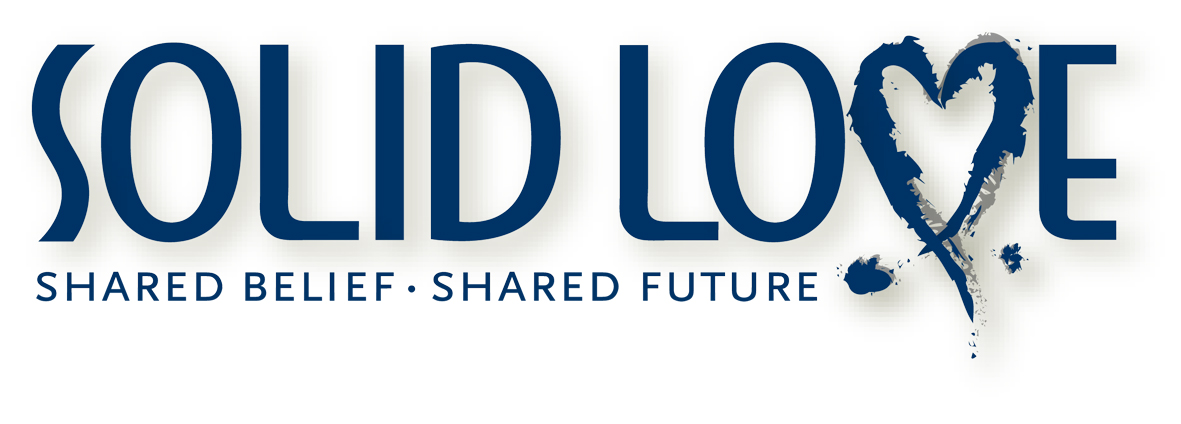 SOLID LOVE
SHARED BELIEF · SHARED FUTURE